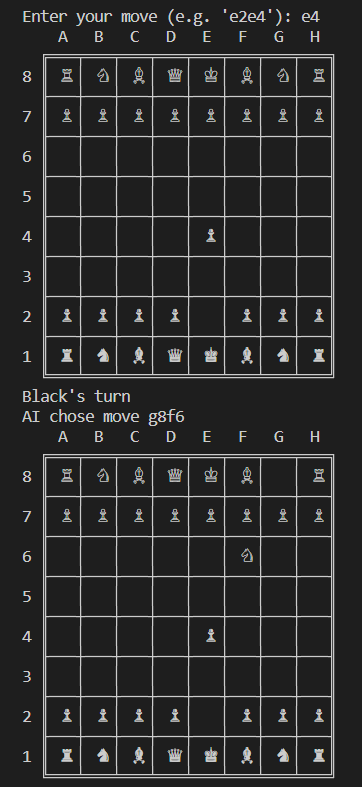 Enter your move (e.g. 'e2e4'): e4
A B C D E F G H
8 ♖ ♘ ♗ ♕ ♔ ♗ ♘ ♖
7 ♙ ♙ ♙ ♙ ♙ ♙ ♙ ♙
6
5
4 ♟
3
2 ♟ ♟ ♟ ♟ ♟ ♟ ♟
1 ♜ ♞ ♝ ♛ ♚ ♝ ♞ ♜
Black's turn
AI chose move g8f6
A B C D E F G H
8 ♖ ♘ ♗ ♕ ♔ ♗ ♖
7 ♙ ♙ ♙ ♙ ♙ ♙ ♙ ♙
6 ♘
5
4 ♟
3
2 ♟ ♟ ♟ ♟ ♟ ♟ ♟
1 ♜ ♞ ♝ ♛ ♚ ♝ ♞ ♜